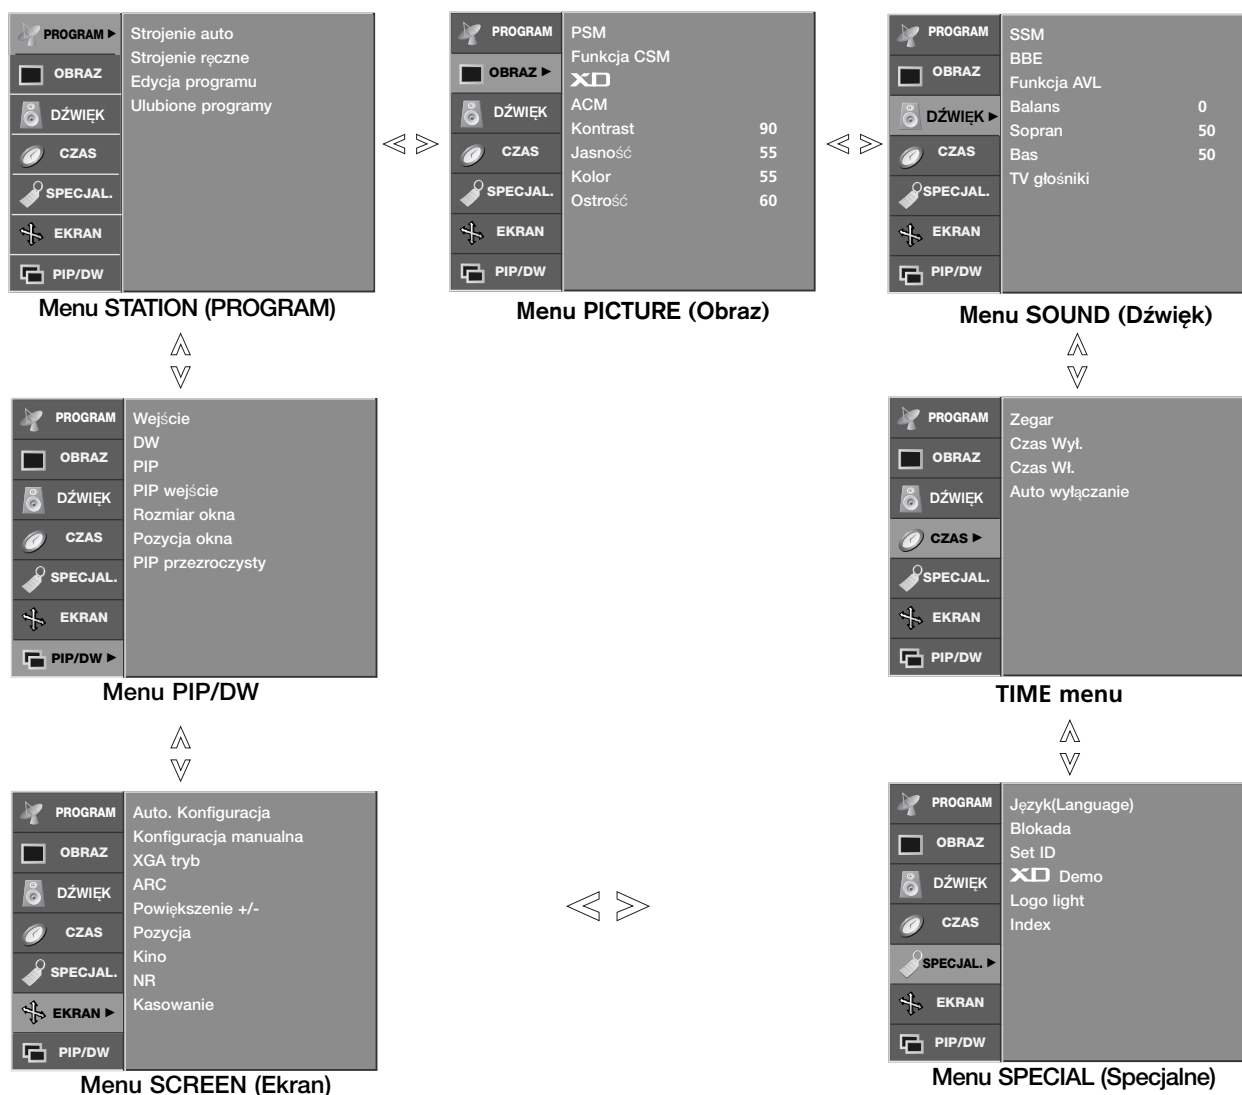 PROGRAM
OBRAZ
DŹWIĘK
CZAS
SPECJAL.
EKRAN
PIP/DW
Strojenie auto
Strojenie ręczne
Edycja programu
Ulubione programy
Menu STATION (PROGRAM)
PROGRAM
OBRAZ
DŹWIĘK
CZAS
SPECJAL.
EKRAN
PIP/DW
PSM
Funkcja CSM
XD
ACM
Kontrast 90
Jasność 55
Kolor 55
Ostrość 60
Menu PICTURE (Obraz)
PROGRAM
OBRAZ
DŹWIĘK
CZAS
SPECJAL.
EKRAN
PIP/DW
SSM
BBE
Funkcja AVL
Balans 0
Sopran 50
Bas 50
TV głośniki
Menu SOUND (Dźwięk)
PROGRAM
OBRAZ
DŹWIĘK
CZAS
SPECJAL.
EKRAN
PIP/DW
Wejście
DW
PIP
PIP wejście
Rozmiar okna
Pozycja okna
PIP przezroczysty
Menu PIP/DW
PROGRAM
OBRAZ
DŹWIĘK
CZAS
SPECJAL.
EKRAN
PIP/DW
Zegar
Czas Wył.
Czas Wł.
Auto wyłączanie
TIME menu
PROGRAM
OBRAZ
DŹWIĘK
CZAS
SPECJAL.
EKRAN
PIP/DW
Auto. Konfiguracja
Konfiguracja manualna
XGA tryb
ARC
Powiększenie +/-
Pozycja
Kino
NR
Kasowanie
Menu SCREEN (Ekran)
PROGRAM
OBRAZ
DŹWIĘK
CZAS
SPECJAL.
EKRAN
PIP/DW
Język(Language)
Blokada
Set ID
XD Demo
Logo light
Index
Menu SPECIAL (Specjalne)